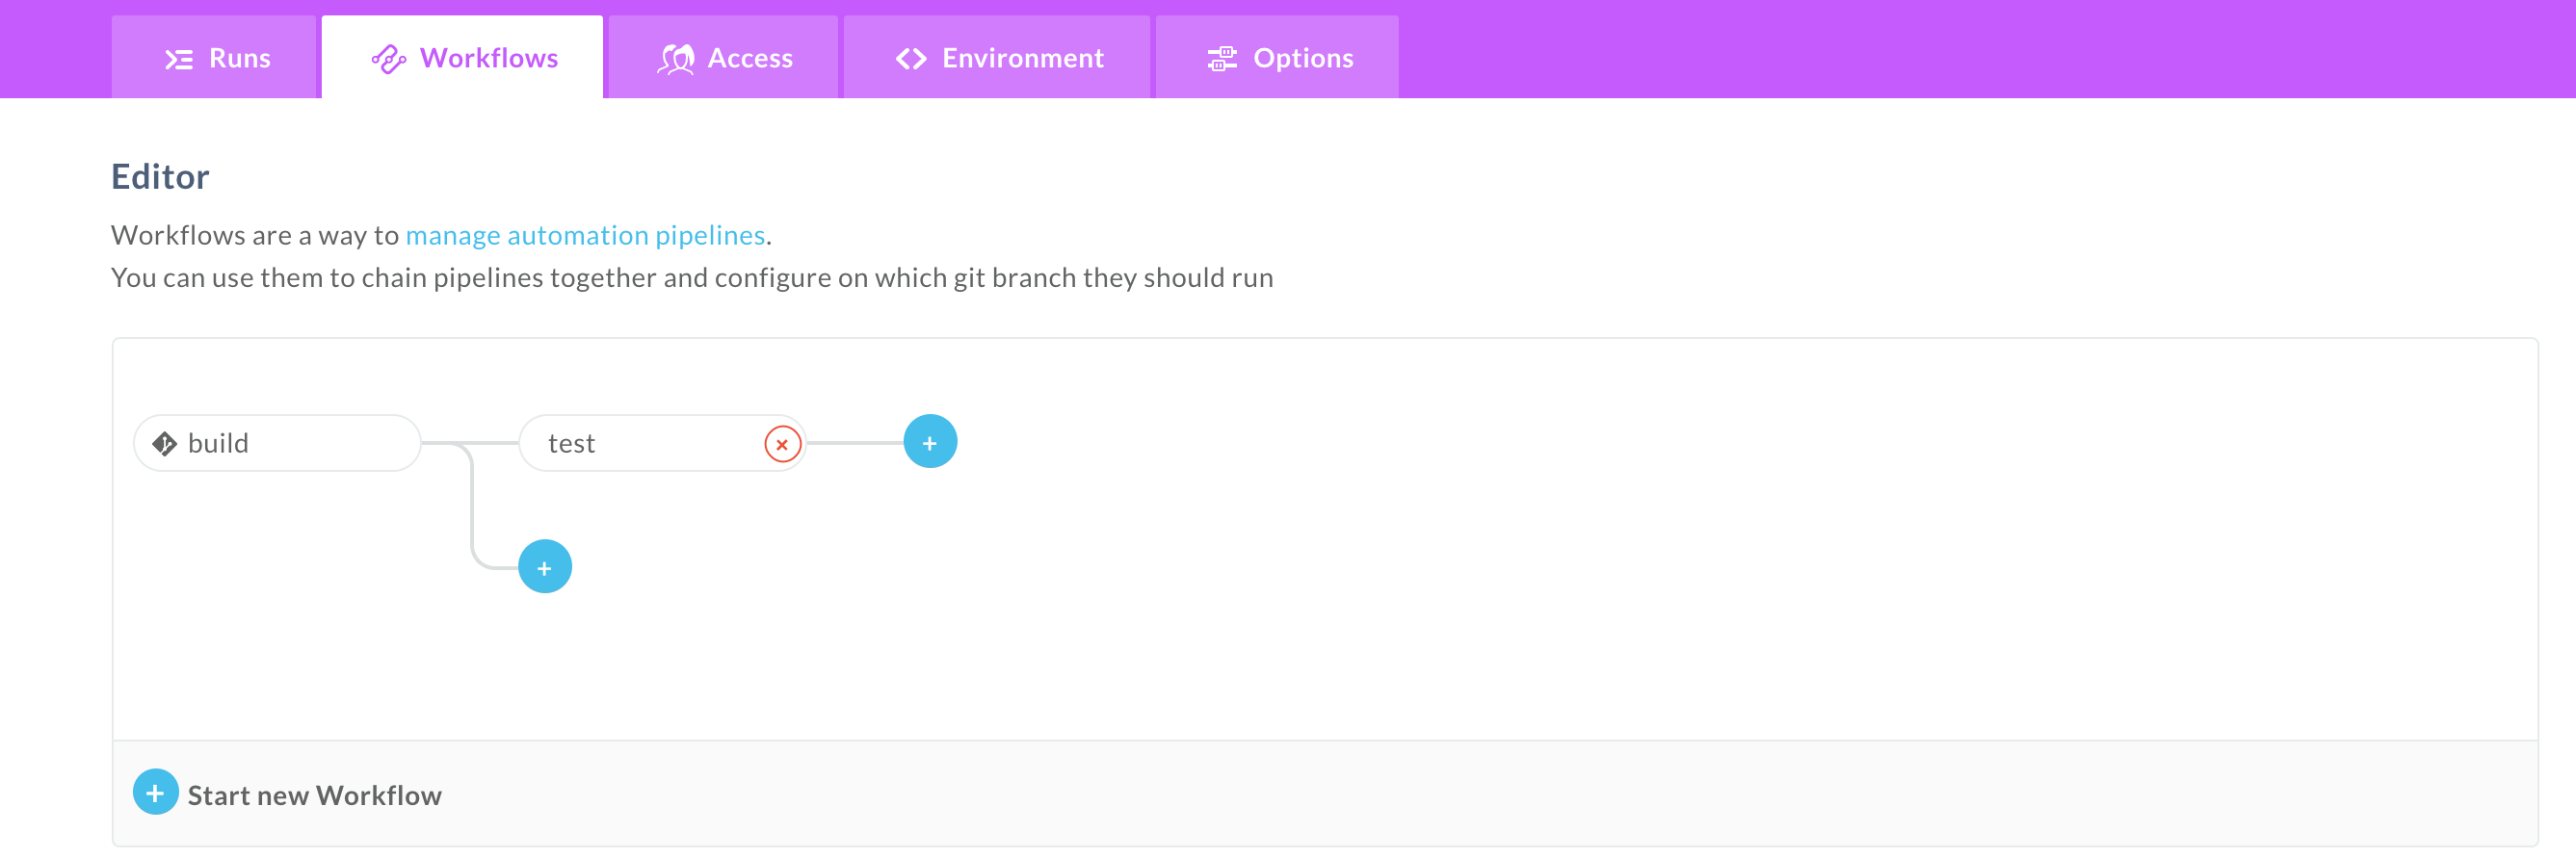 Runs
Workflows
Access
Environment
Options
Editor
Workflows are a way to manage automation pipelines.
You can use them to chain pipelines together and configure on which git branch they should run
build
test
Start new Workflow